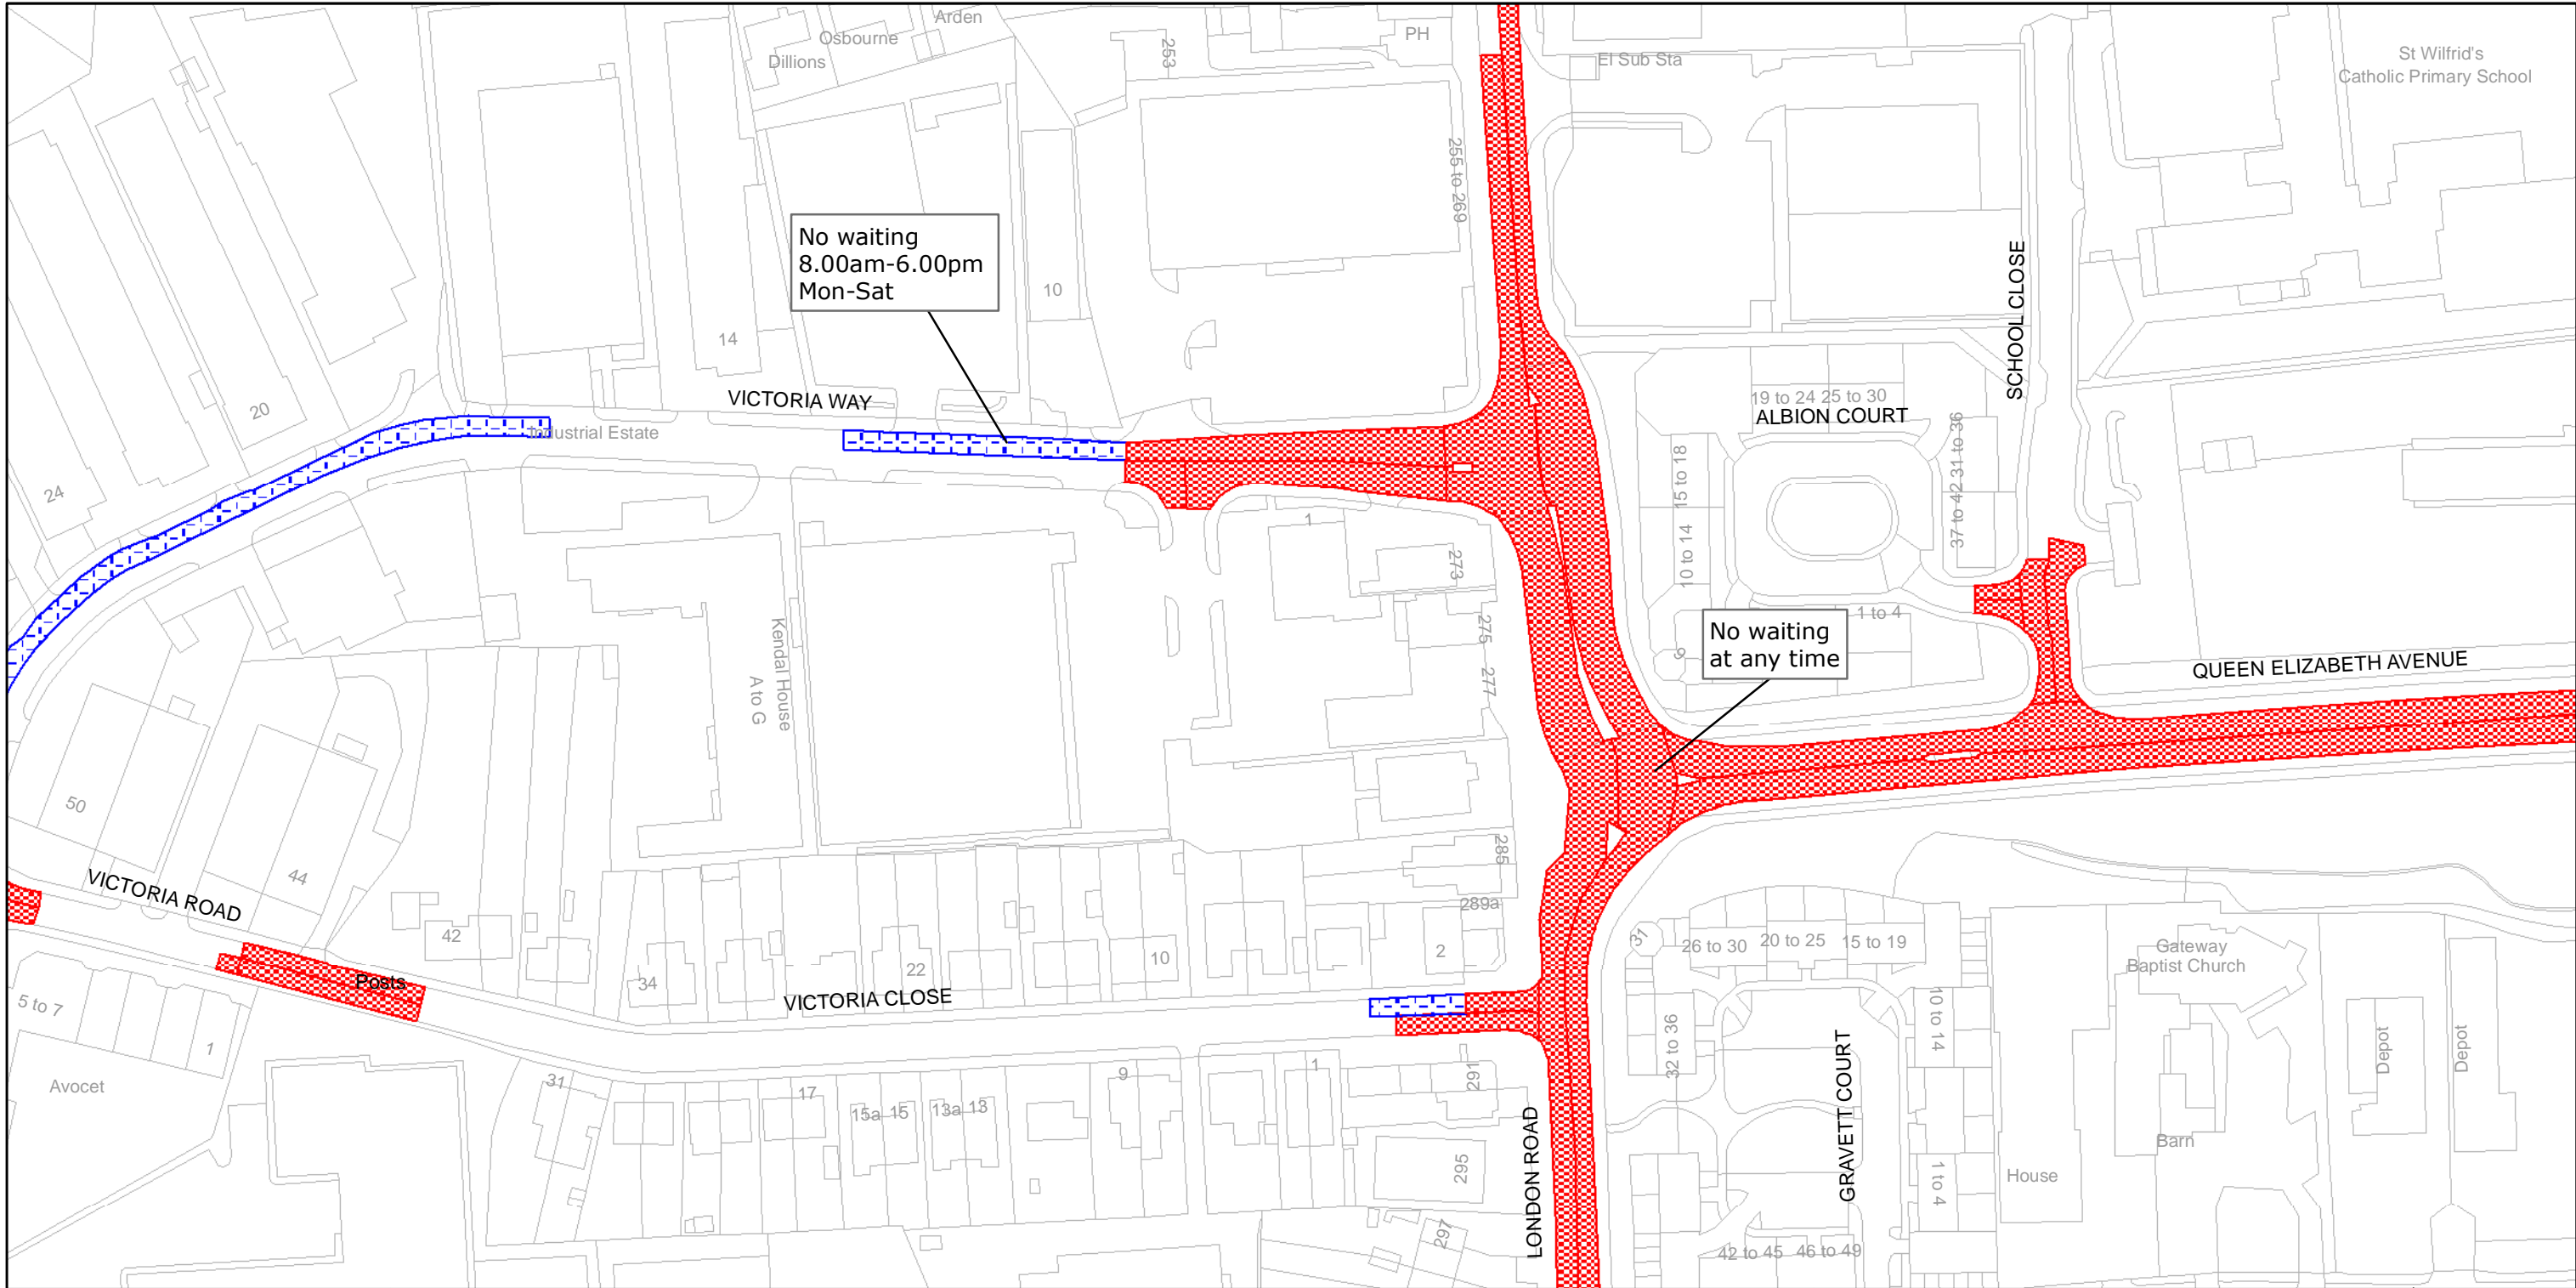 Arden
Osbourne
Dillions
253
PH
El Sub Sta
St Wilfrid's
Catholic Primary School
255 to 269
No waiting
8.00am-6.00pm
Mon-Sat
10
14
SCHOOL CLOSE
VICTORIA WAY
Industrial Estate
20
24
19 to 24
25 to 30
ALBION COURT
31 to 36
37 to 42
15 to 18
10 to 14
1
273
275
277
1 to 4
9
No waiting
at any time
QUEEN ELIZABETH AVENUE
Kendal House
A to G
50
44
VICTORIA ROAD
285
289a
42
34
22
10
2
VICTORIA CLOSE
Posts
5 to 7
1
Avocet
31
17
15a
15
13a
13
9
1
291
295
297
LONDON ROAD
31
26 to 30
20 to 25
15 to 19
32 to 36
10 to 14
GRAVETT COURT
1 to 4
42 to 45
46 to 49
Gateway
Baptist Church
Depot
Depot
Barn
House